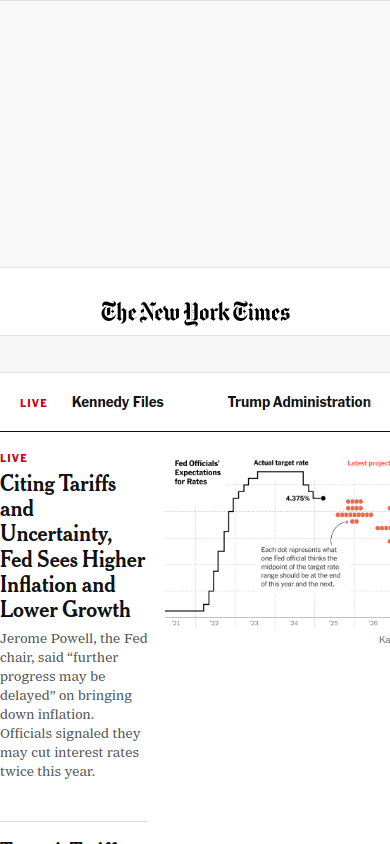 The New York Times
LIVE Kennedy Files Trump Administration
LIVE
Citing Tariffs
and
Uncertainty,
Fed Sees Higher
Inflation and
Lower Growth
Jerome Powell, the Fed
chair, said “further
progress may be
delayed” on bringing
down inflation.
Officials signaled they
may cut interest rates
twice this year.
Fed Officials’
Expectations
for Rates
Actual target rate
Latest project
4.375%
Each dot represents what
one Fed official thinks the
midpoint of the target rate
range should be at the end
of this year and the next.
’21 ’22 ’23 ’24 ’25 ’26
Ka